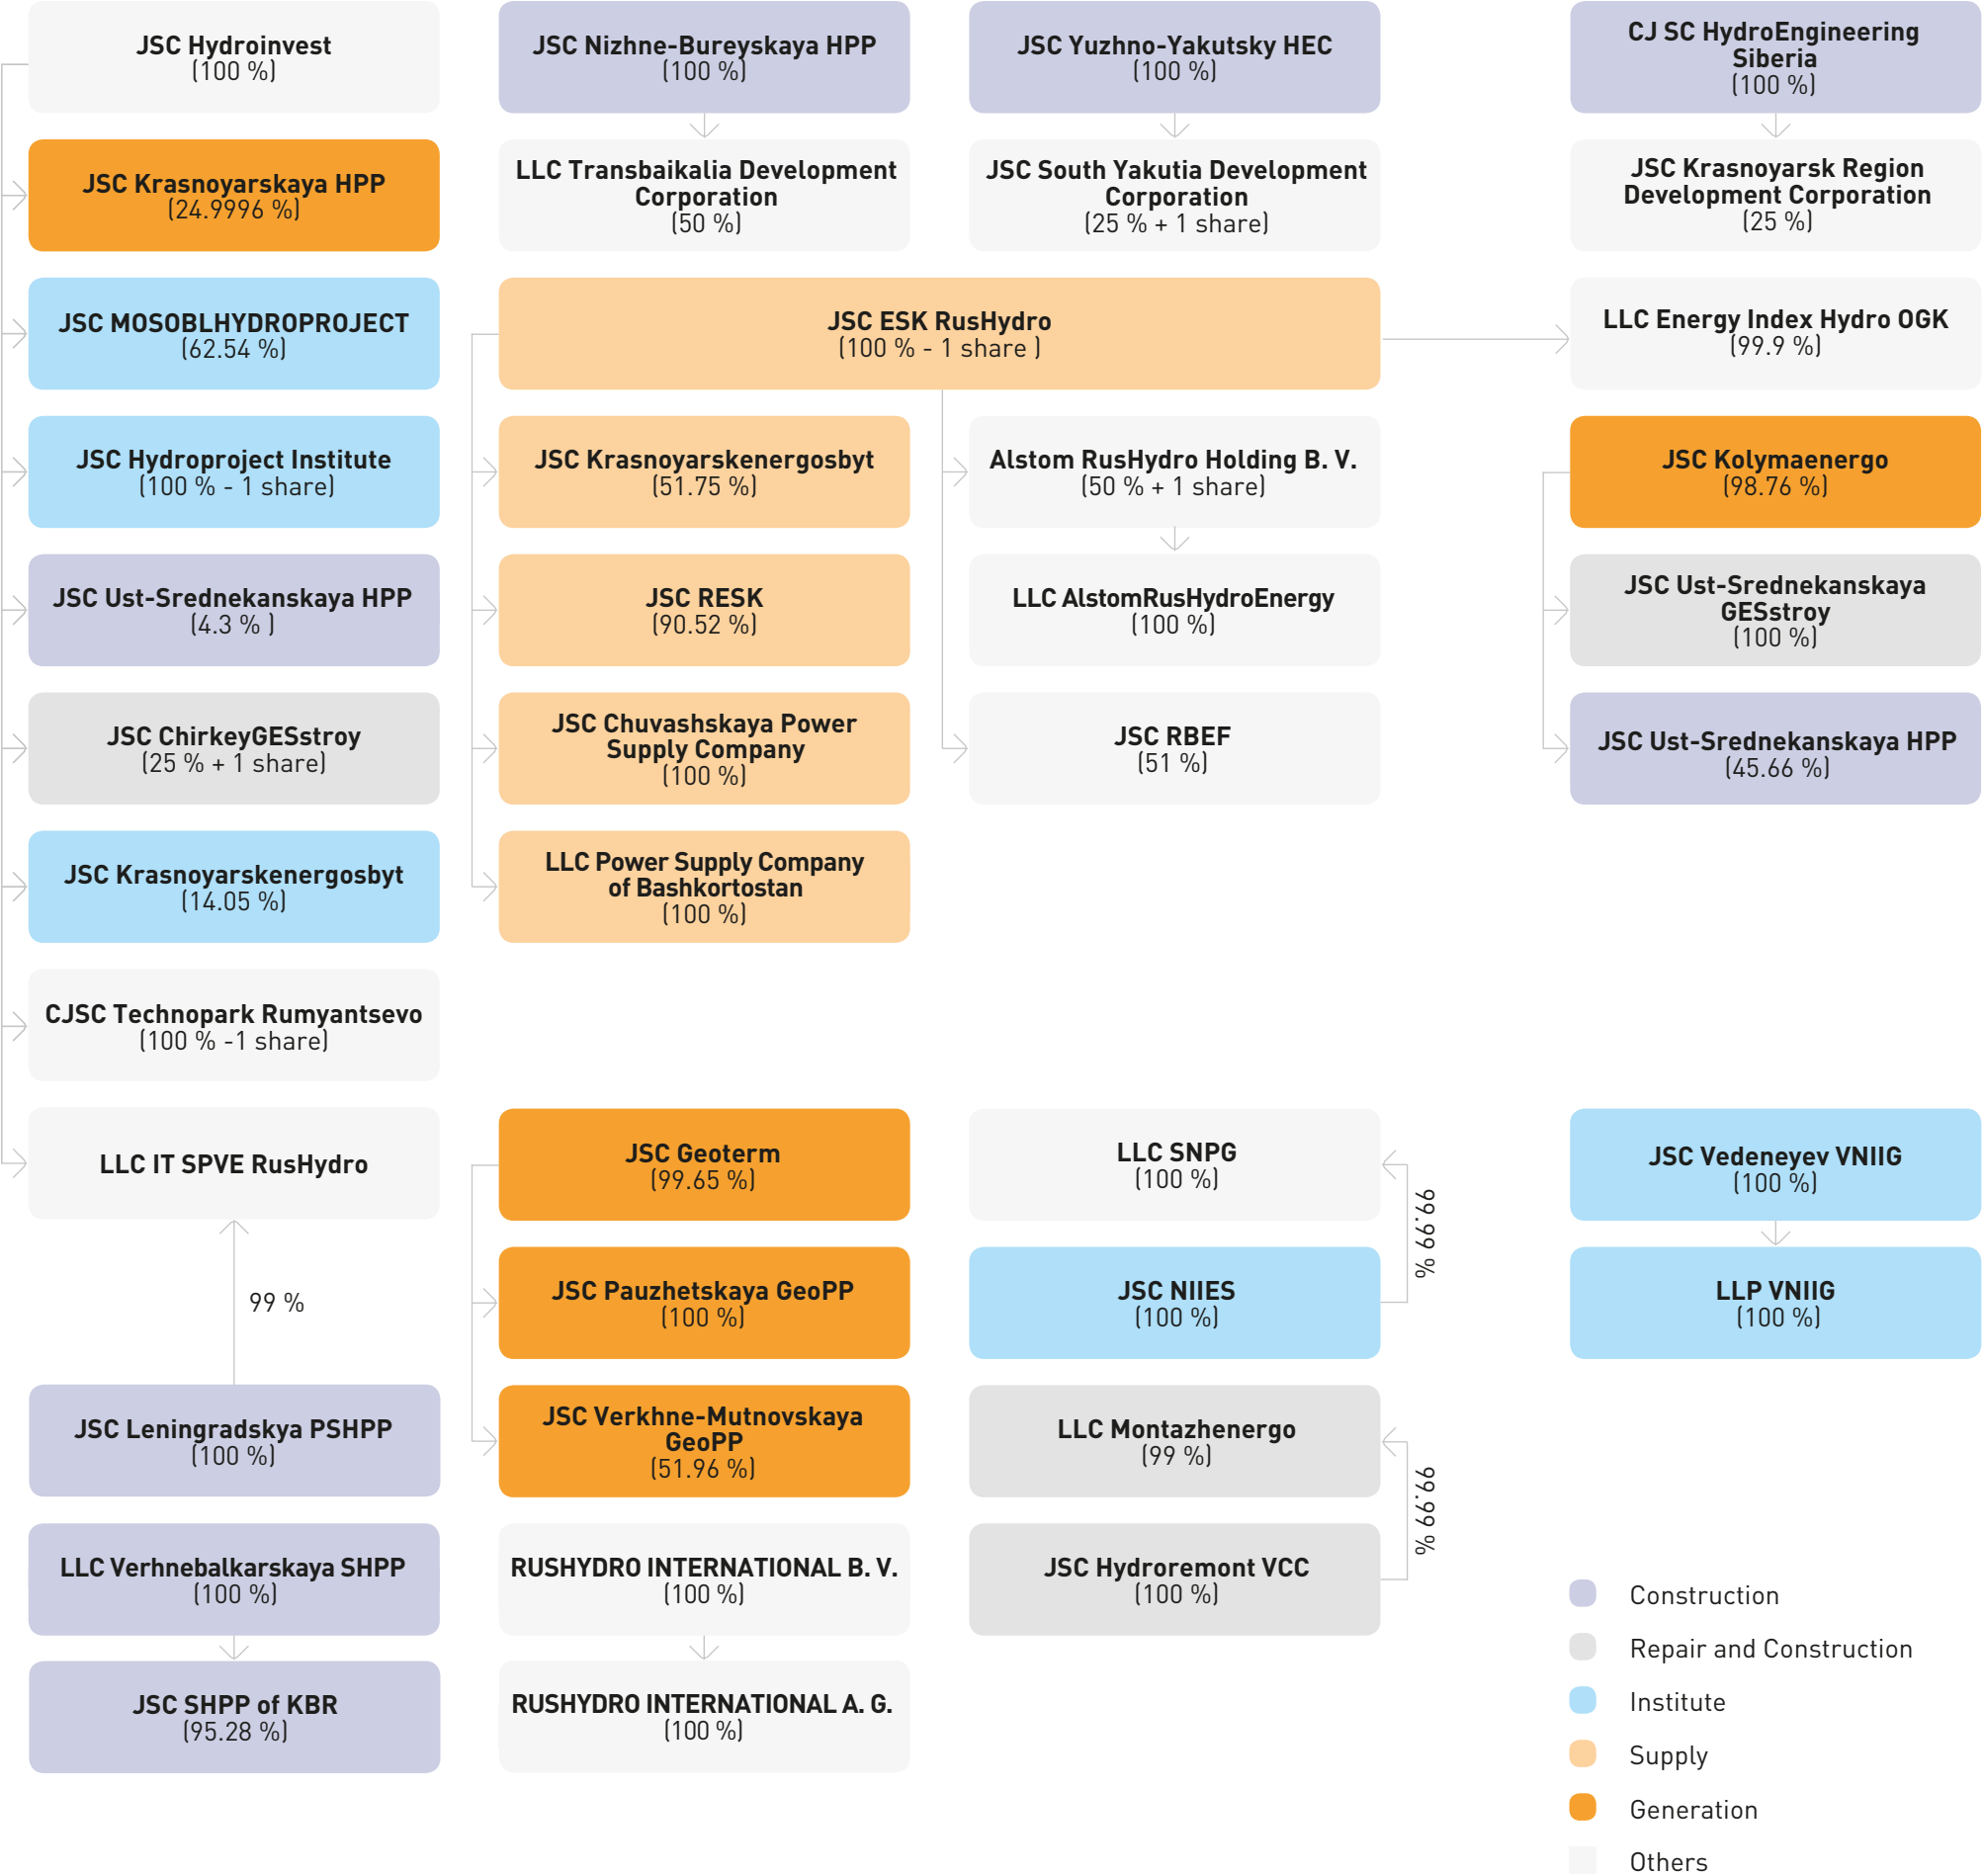 JSC Hydroinvest
(100 %)
JSC Krasnoyarskaya HPP
(24.9996 %)
JSC MOSOBLHYDROPROJECT
(62.54 %)
JSC Hydroproject Institute
(100 % - 1 share)
JSC Ust-Srednekanskaya HPP
(4.3 % )
JSC ChirkeyGESstroy
(25 % + 1 share)
JSC Krasnoyarskenergosbyt
(14.05 %)
CJSC Technopark Rumyantsevo
(100 % -1 share)
LLC IT SPVE RusHydro
99 %
JSC Leningradskya PSHPP
(100 %)
LLC Verhnebalkarskaya SHPP
(100 %)
JSC SHPP of KBR
(95.28 %)
JSC Nizhne-Bureyskaya HPP
(100 %)
LLC Transbaikalia Development
Corporation
(50 %)
JSC Yuzhno-Yakutsky HEC
(100 %)
JSC South Yakutia Development
Corporation
(25 % + 1 share)
CJ SC HydroEngineering
Siberia
(100 %)
JSC Krasnoyarsk Region
Development Corporation
(25 %)
JSC ESK RusHydro
(100 % - 1 share )
LLC Energy Index Hydro OGK
(99.9 %)
JSC Krasnoyarskenergosbyt
(51.75 %)
JSC RESK
(90.52 %)
JSC Chuvashskaya Power
Supply Company
(100 %)
LLC Power Supply Company
of Bashkortostan
(100 %)
Alstom RusHydro Holding B. V.
(50 % + 1 share)
LLC AlstomRusHydroEnergy
(100 %)
JSC RBEF
(51 %)
JSC Kolymaenergo
(98.76 %)
JSC Ust-Srednekanskaya
GESstroy
(100 %)
JSC Ust-Srednekanskaya HPP
(45.66 %)
JSC Geoterm
(99.65 %)
JSC Pauzhetskaya GeoPP
(100 %)
JSC Verkhne-Mutnovskaya
GeoPP
(51.96 %)
RUSHYDRO INTERNATIONAL B. V.
(100 %)
RUSHYDRO INTERNATIONAL A. G.
(100 %)
LLC SNPG
(100 %)
99.99 %
JSC NIIES
(100 %)
LLC Montazhenergo
(99 %)
99.99 %
JSC Hydroremont VCC
(100 %)
JSC Vedeneyev VNIIG
(100 %)
LLP VNIIG
(100 %)
Construction
Repair and Construction
Institute
Supply
Generation
Others